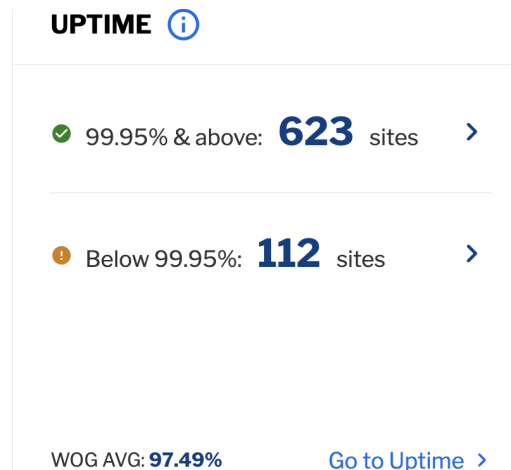 UPTIME
99.95% & above: 623 sites
Below 99.95%: 112 sites
WOG AVG: 97.49% Go to Uptime